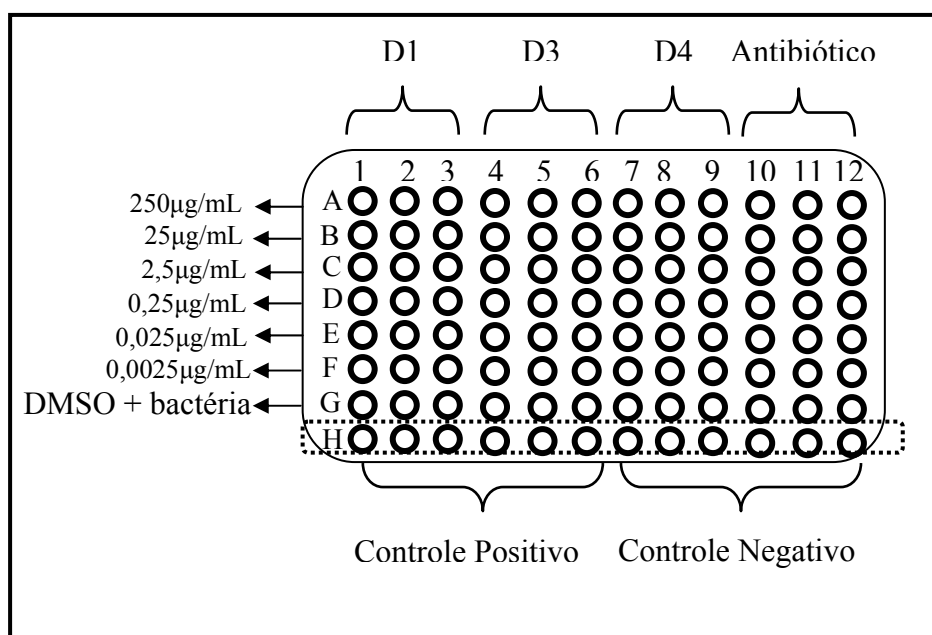 D1 D3 D4 Antibiótico
1 2 3 4 5 6 7 8 9 10 11 12
250μg/mL A
25μg/mL B
2,5μg/mL C
0,25μg/mL D
0,025μg/mL E
0,0025μg/mL F
DMSO + bactéria G
H
Controle Positivo Controle Negativo